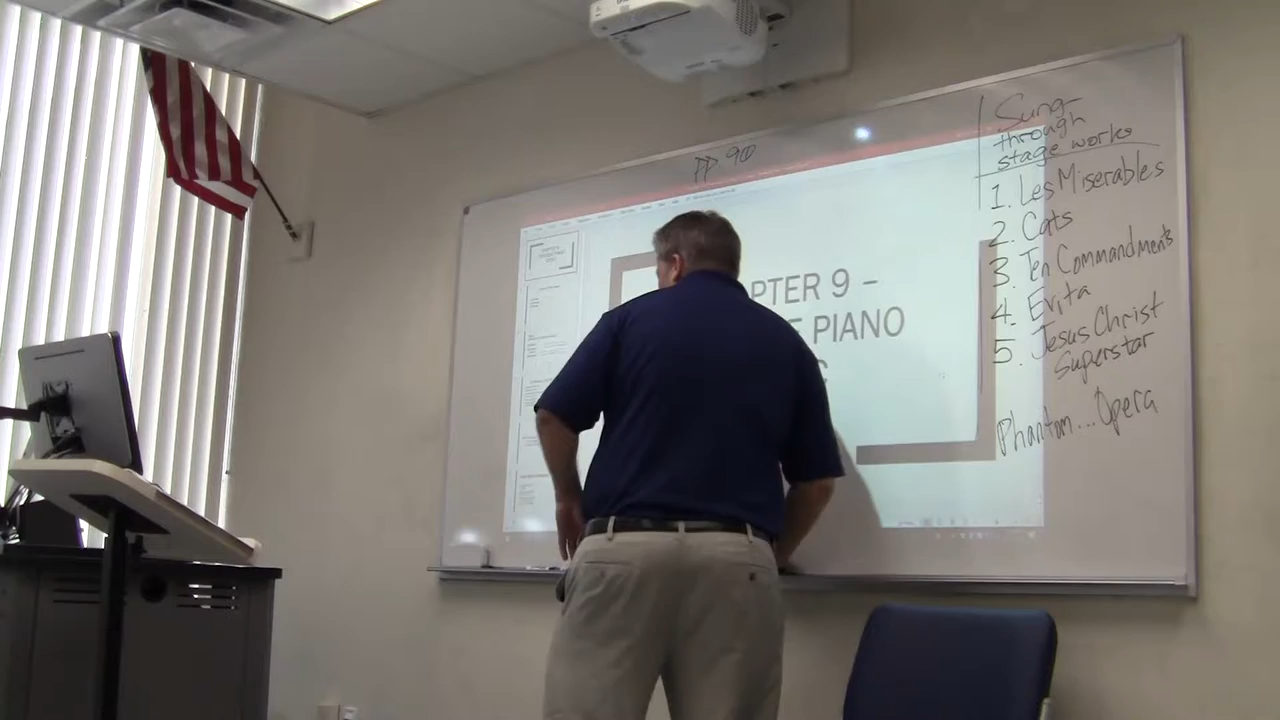 PP 90
PTER 9 –
E PIANO
C
Sung-
through
stage works
1. Les Miserables
2. Cats
3. Ten Commandments
4. Evita
5. Jesus Christ
Superstar
Phantom... Opera